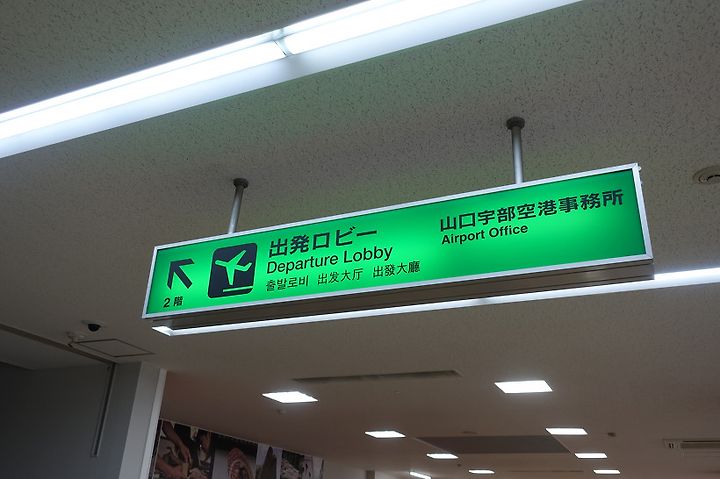 2階
出発ロビー
Departure Lobby
출발로비 出发大厅 出發大廳
山口宇部空港事務所
Airport Office